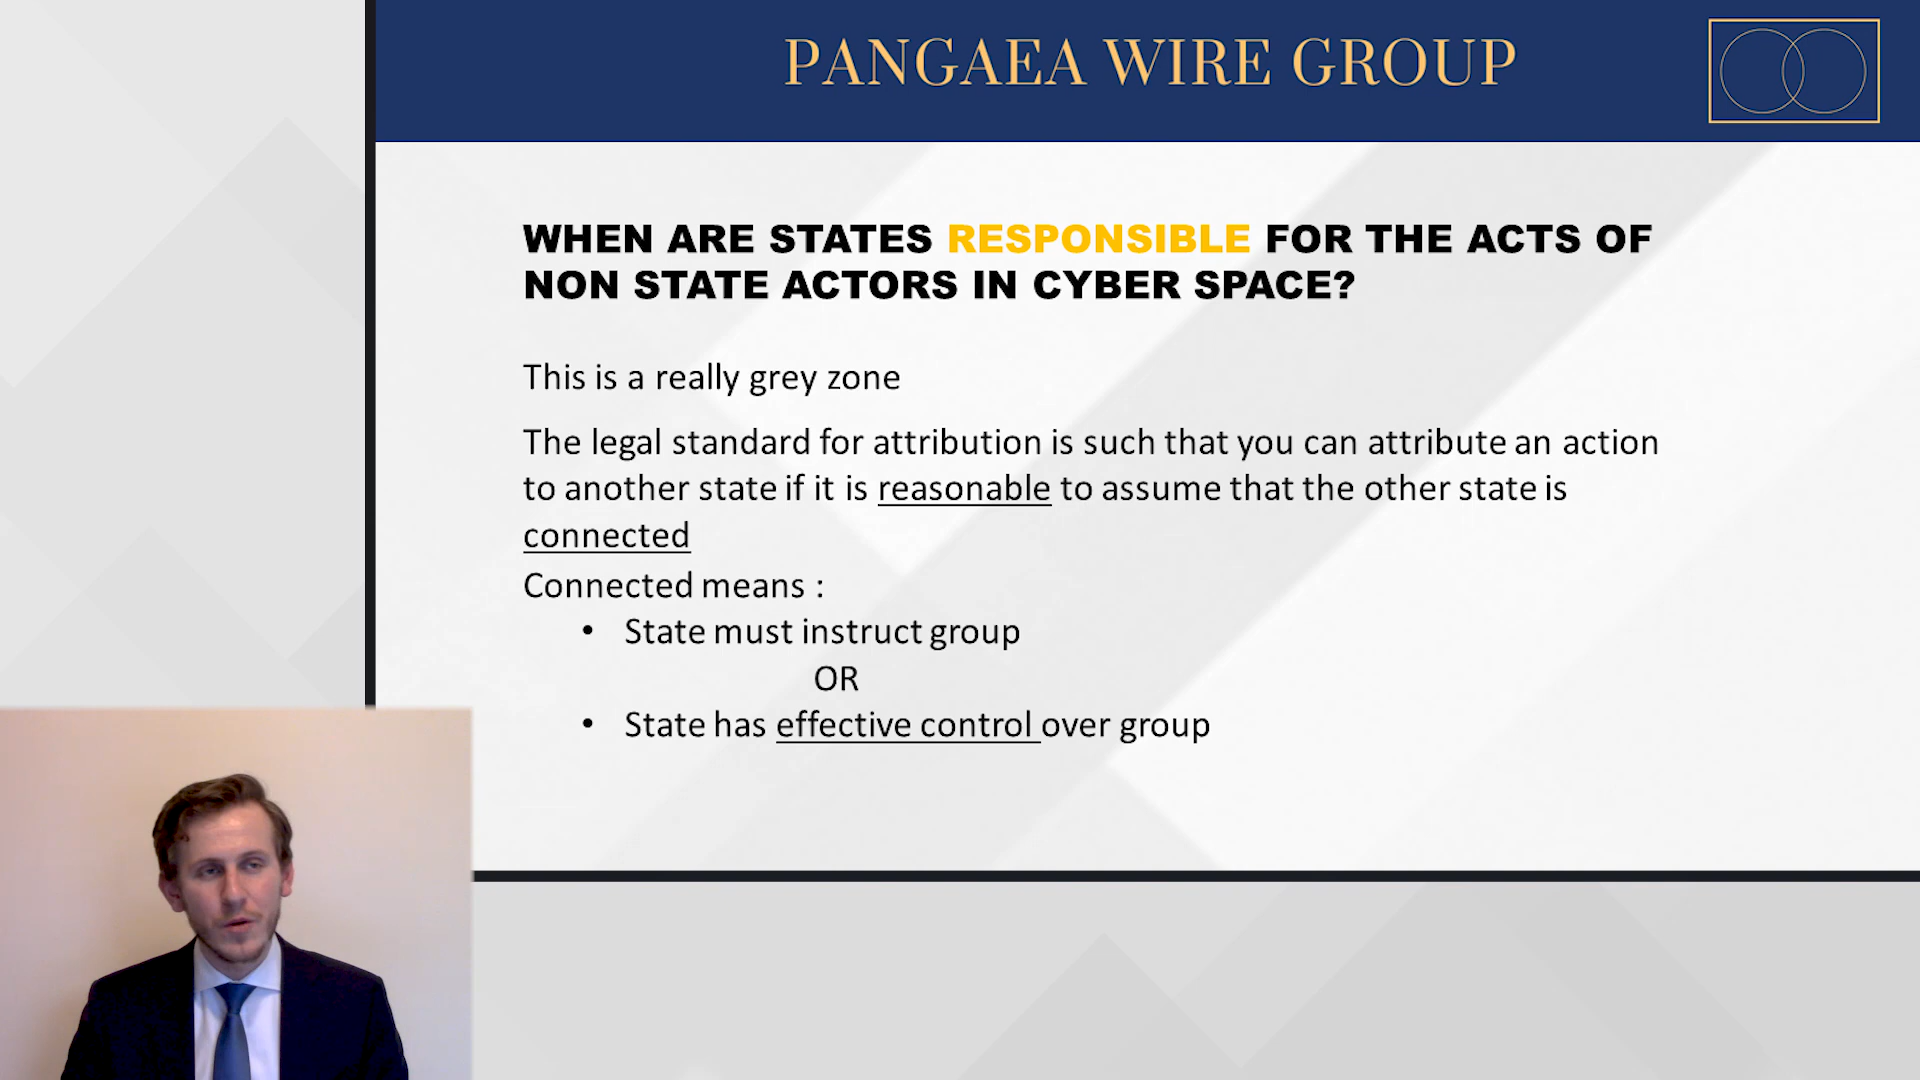 PANGAEA WIRE GROUP
WHEN ARE STATES RESPONSIBLE FOR THE ACTS OF
NON STATE ACTORS IN CYBER SPACE?
This is a really grey zone
The legal standard for attribution is such that you can attribute an action
to another state if it is reasonable to assume that the other state is
connected
Connected means :
• State must instruct group
OR
• State has effective control over group